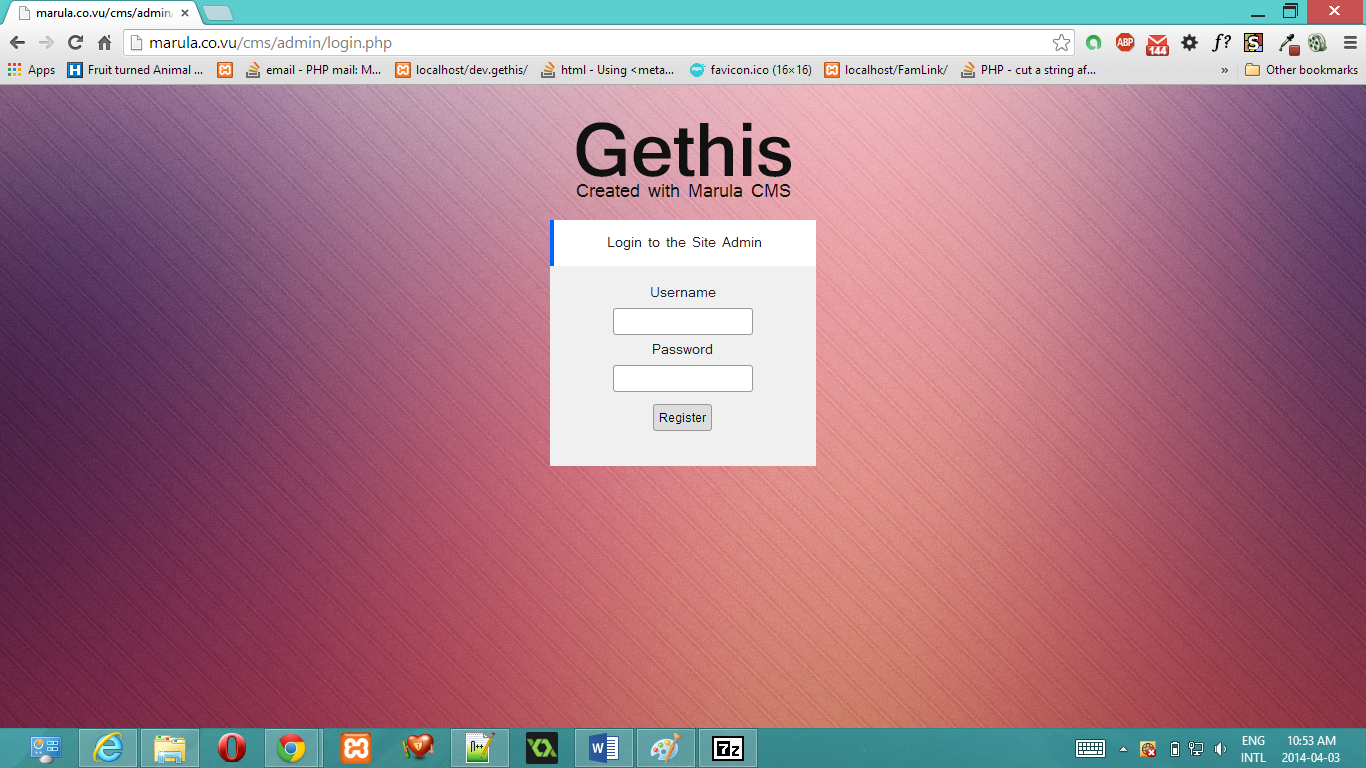 marula.co.vu/cms/admin/
marula.co.vu/cms/admin/login.php
ABP
144
f?
S
Apps
H
Fruit turned Animal ...
email - PHP mail: M...
localhost/dev.gethis/
html - Using <meta...
favicon.ico (16×16)
localhost/FamLink/
PHP - cut a string af...
»
Other bookmarks
Gethis
Created with Marula CMS
Login to the Site Admin
Username
Password
Register
7z
ENG
INTL
10:53 AM
2014-04-03